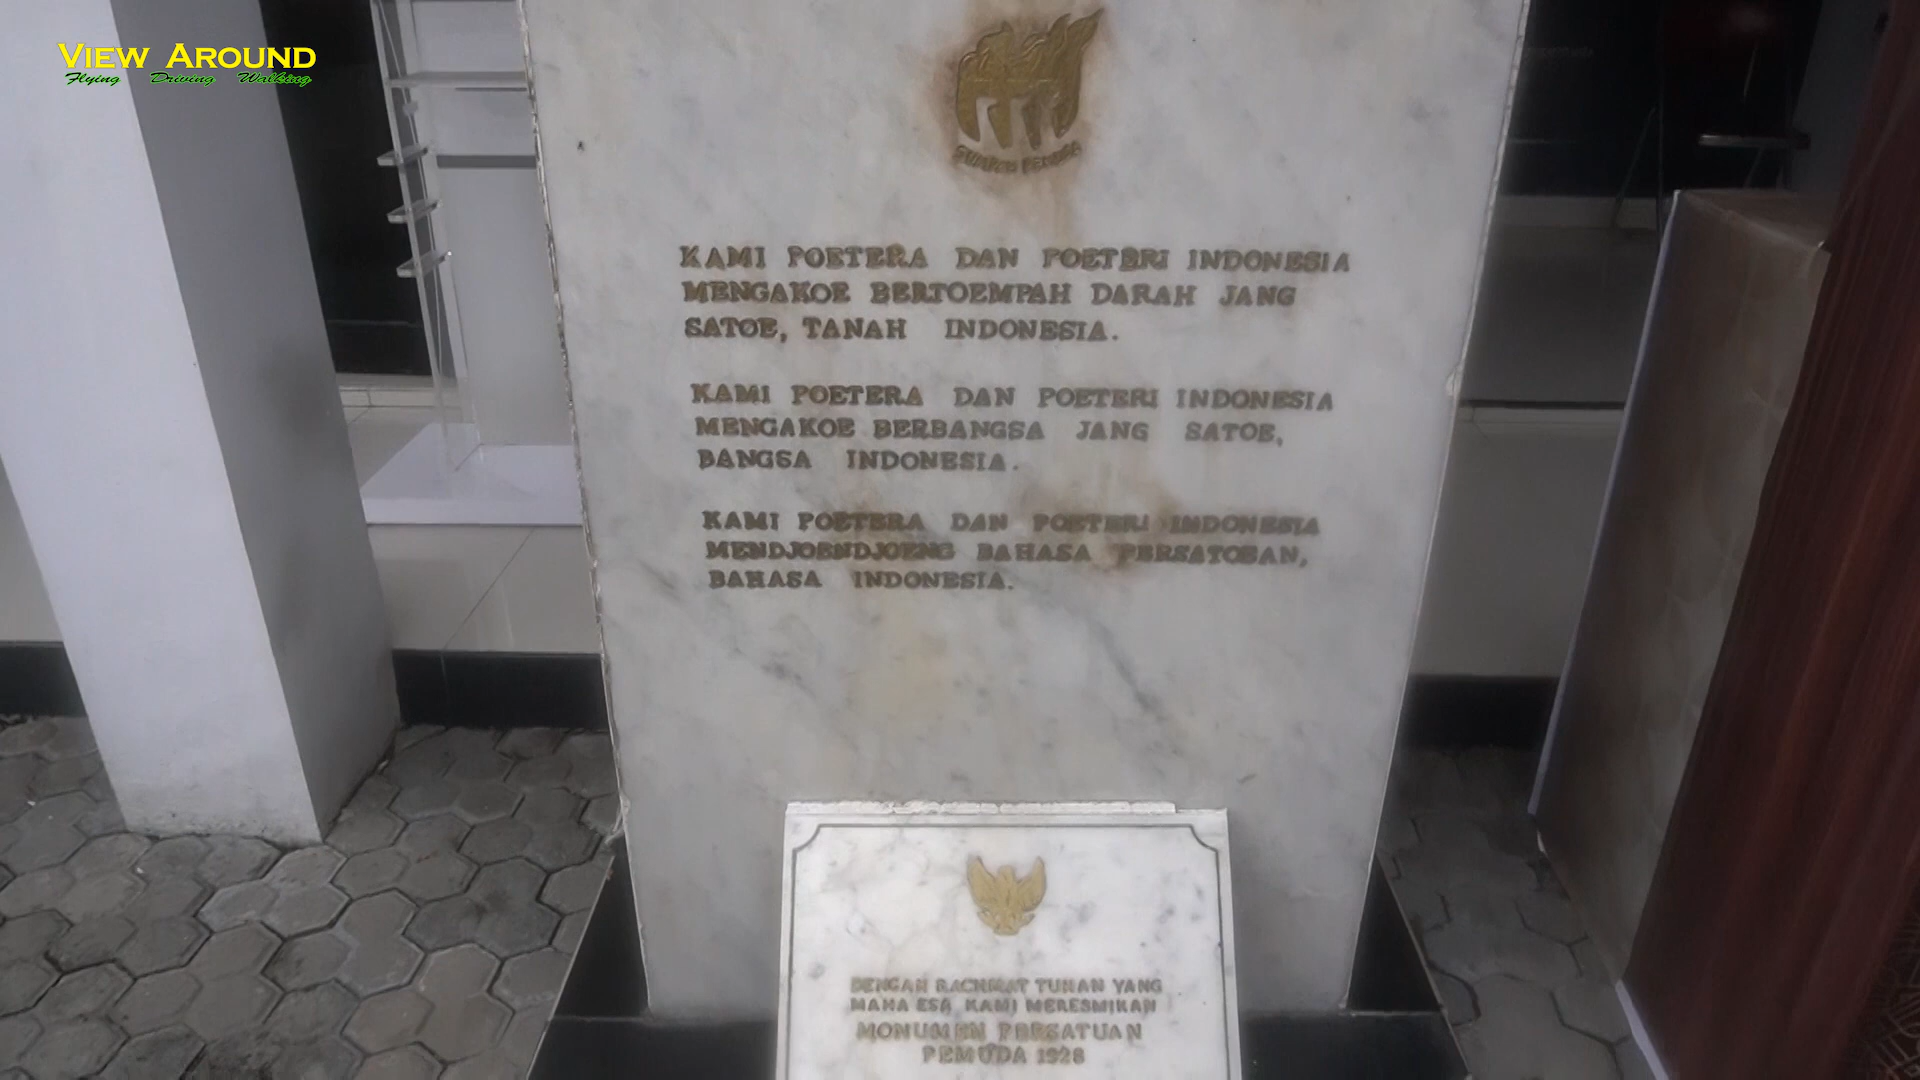 VIEW AROUND
Flying Driving Walking
SUMPAH PEMUDA
KAMI POETERA DAN POETERI INDONESIA
MENGAKOE BERTOEMPAH DARAH JANG
SATOE, TANAH INDONESIA.
KAMI POETERA DAN POETERI INDONESIA
MENGAKOE BERBANGSA JANG SATOE,
BANGSA INDONESIA.
KAMI POETERA DAN POETERI INDONESIA
MENDJOENDJOENG BAHASA PERSATOEAN,
BAHASA INDONESIA.
DENGAN RACHMAT TUHAN YANG
MAHA ESA KAMI MERESMIKAN
MONUMEN PERSATUAN
PEMUDA 1928